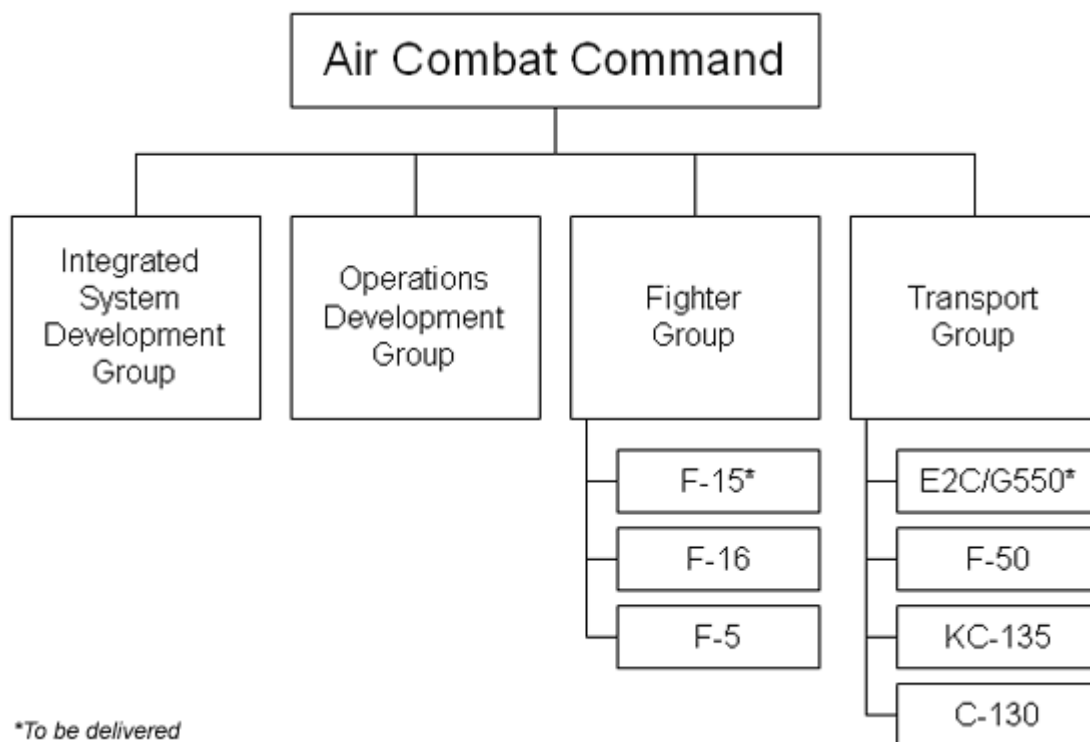 Air Combat Command
Integrated
System
Development
Group
Operations
Development
Group
Fighter
Group
Transport
Group
F-15*
F-16
F-5
E2C/G550*
F-50
KC-135
C-130
*To be delivered